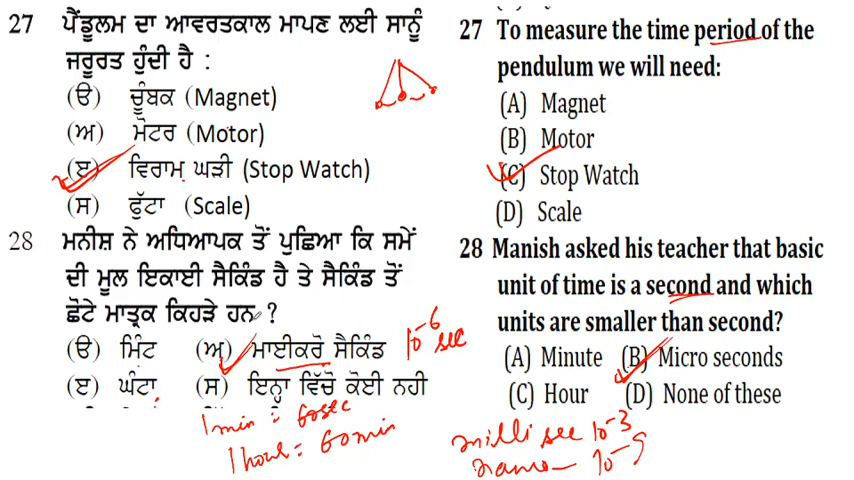 27 ਪੈਂਡੂਲਮ ਦਾ ਆਵਰਤਕਾਲ ਮਾਪਣ ਲਈ ਸਾਨੂੰ
ਜਰੂਰਤ ਹੁੰਦੀ ਹੈ :
(ੳ) ਚੂੰਬਕ (Magnet)
(ਅ) ਮੋਟਰ (Motor)
(ੲ) ਵਿਰਾਮ ਘੜੀ (Stop Watch)
(ਸ) ਫੁੱਟਾ (Scale)
28 ਮਨੀਸ਼ ਨੇ ਅਧਿਆਪਕ ਤੋਂ ਪੁਛਿਆ ਕਿ ਸਮੇਂ
ਦੀ ਮੂਲ ਇਕਾਈ ਸੈਕਿੰਡ ਹੈ ਤੇ ਸੈਕਿੰਡ ਤੋਂ
ਛੋਟੇ ਮਾਤ੍ਰਕ ਕਿਹੜੇ ਹਨ ?
(ੳ) ਮਿੰਟ (ਅ) ਮਾਈਕਰੋ ਸੈਕਿੰਡ
10-6 sec
(ੲ) ਘੰਟਾ (ਸ) ਇਨ੍ਹਾ ਵਿੱਚੋ ਕੋਈ ਨਹੀ
1 min = 60 sec
1 hour = 60 min
27 To measure the time period of the
pendulum we will need:
(A) Magnet
(B) Motor
(C) Stop Watch
(D) Scale
28 Manish asked his teacher that basic
unit of time is a second and which
units are smaller than second?
(A) Minute (B) Micro seconds
(C) Hour (D) None of these
milli sec 10-3
nano – 10-9